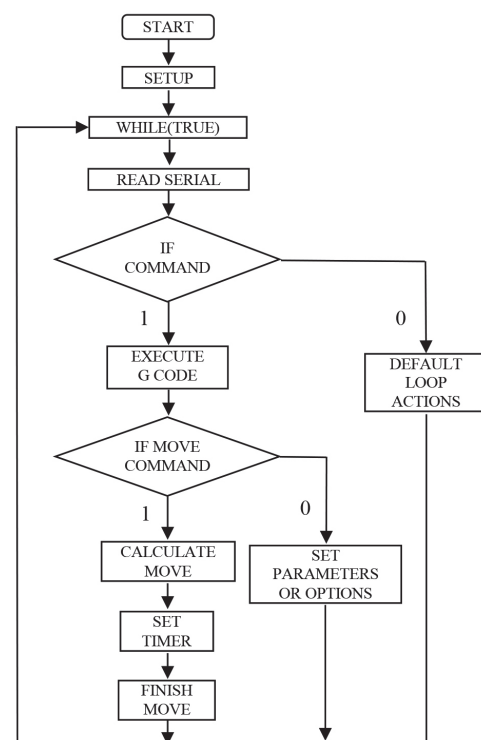 START
SETUP
WHILE(TRUE)
READ SERIAL
IF
COMMAND
1
0
EXECUTE
G CODE
DEFAULT
LOOP
ACTIONS
IF MOVE
COMMAND
1
0
CALCULATE
MOVE
SET
PARAMETERS
OR OPTIONS
SET
TIMER
FINISH
MOVE